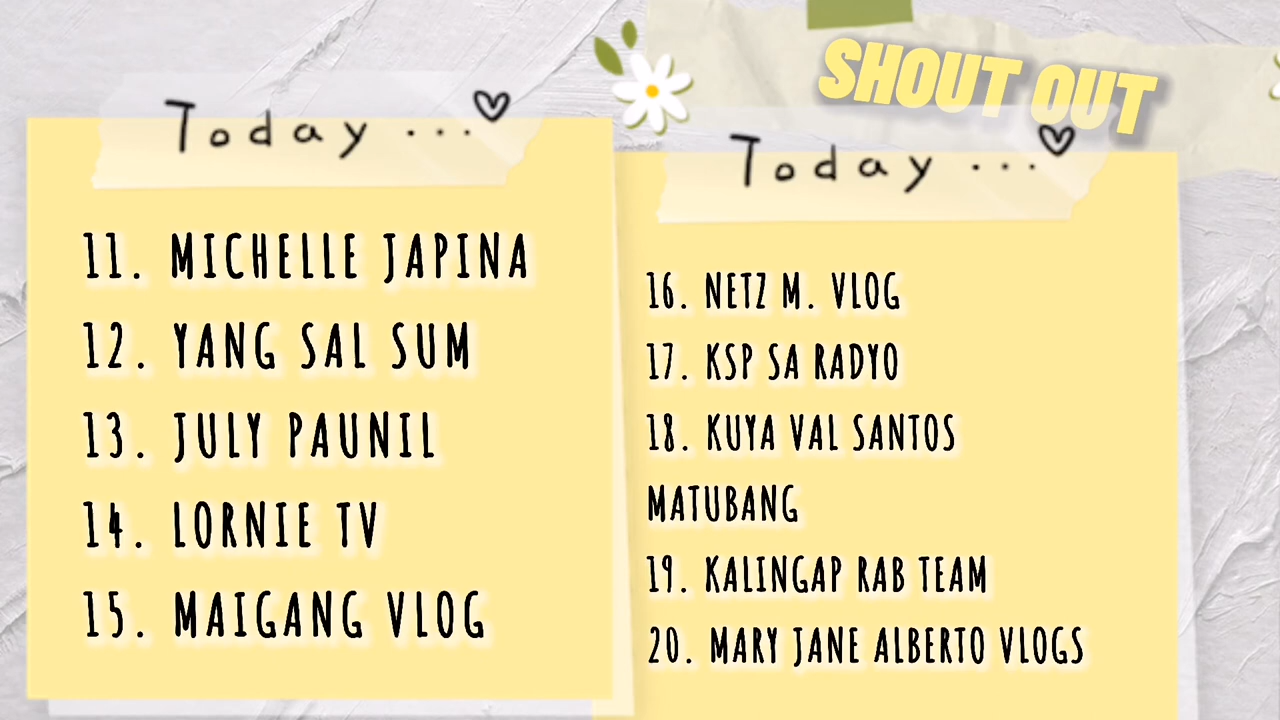 SHOUT OUT
Today ...
11. MICHELLE JAPINA
12. YANG SAL SUM
13. JULY PAUNIL
14. LORNIE TV
15. MAIGANG VLOG
Today ...
16. NETZ M. VLOG
17. KSP SA RADYO
18. KUYA VAL SANTOS
MATUBANG
19. KALINGAP RAB TEAM
20. MARY JANE ALBERTO VLOGS